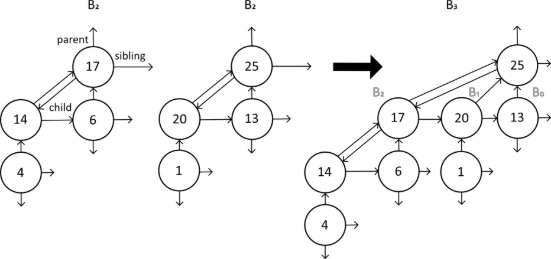 B₂ B₂ B₃
parent
sibling
17 25 25
child B₂ B₁ B₀
14 6 20 13 17 20 13
4 1 14 6 1
4